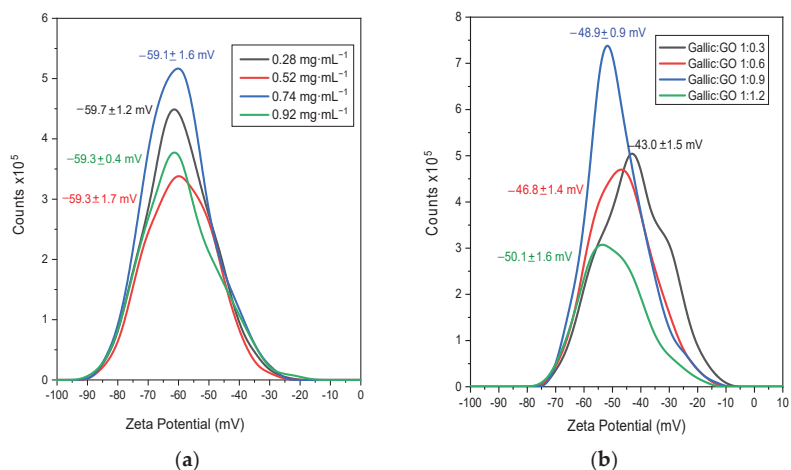 −59.1± 1.6 mV
0.28 mg·mL⁻¹
0.52 mg·mL⁻¹
0.74 mg·mL⁻¹
0.92 mg·mL⁻¹
−59.7±1.2 mV
−59.3±0.4 mV
−59.3±1.7 mV
Counts x10⁵
6
5
4
3
2
1
0
-100 -90 -80 -70 -60 -50 -40 -30 -20 -10 0
Zeta Potential (mV)
(a)
−48.9± 0.9 mV
Gallic:GO 1:0.3
Gallic:GO 1:0.6
Gallic:GO 1:0.9
Gallic:GO 1:1.2
−43.0 ±1.5 mV
−46.8±1.4 mV
−50.1±1.6 mV
Counts x10⁵
8
7
6
5
4
3
2
1
0
-100 -90 -80 -70 -60 -50 -40 -30 -20 -10 0 10
Zeta Potential (mV)
(b)